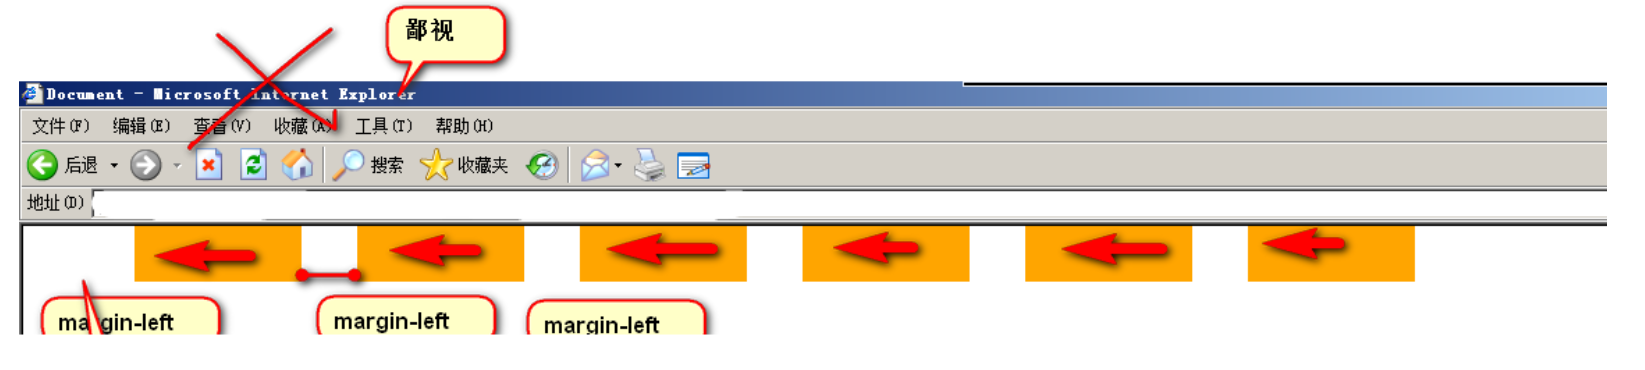 鄙视
Document - Microsoft Internet Explorer
文件(F) 编辑(E) 查看(V) 收藏(A) 工具(T) 帮助(H)
后退 搜索 收藏夹
地址(D)
margin-left margin-left margin-left